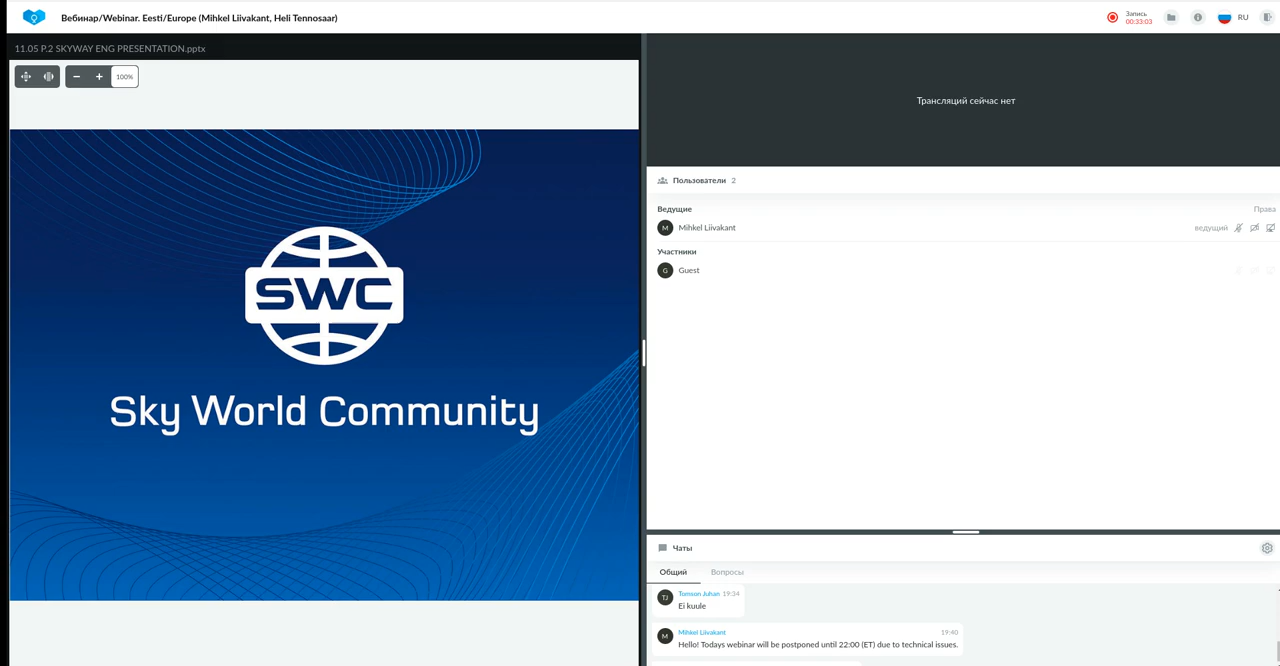 Вебинар/Webinar. Eesti/Europe (Mihkel Liivakant, Heli Tennosaar)
Запись
00:33:03
RU
11.05 P.2 SKYWAY ENG PRESENTATION.pptx
100%
SWC
Sky World Community
Трансляций сейчас нет
Пользователи 2
Ведущие Права
M Mihkel Liivakant ведущий
Участники
G Guest
Чаты
Общий Вопросы
TJ Tomson Juhan 19:34
Ei kuule
M Mihkel Liivakant 19:40
Hello! Todays webinar will be postponed until 22:00 (ET) due to technical issues.